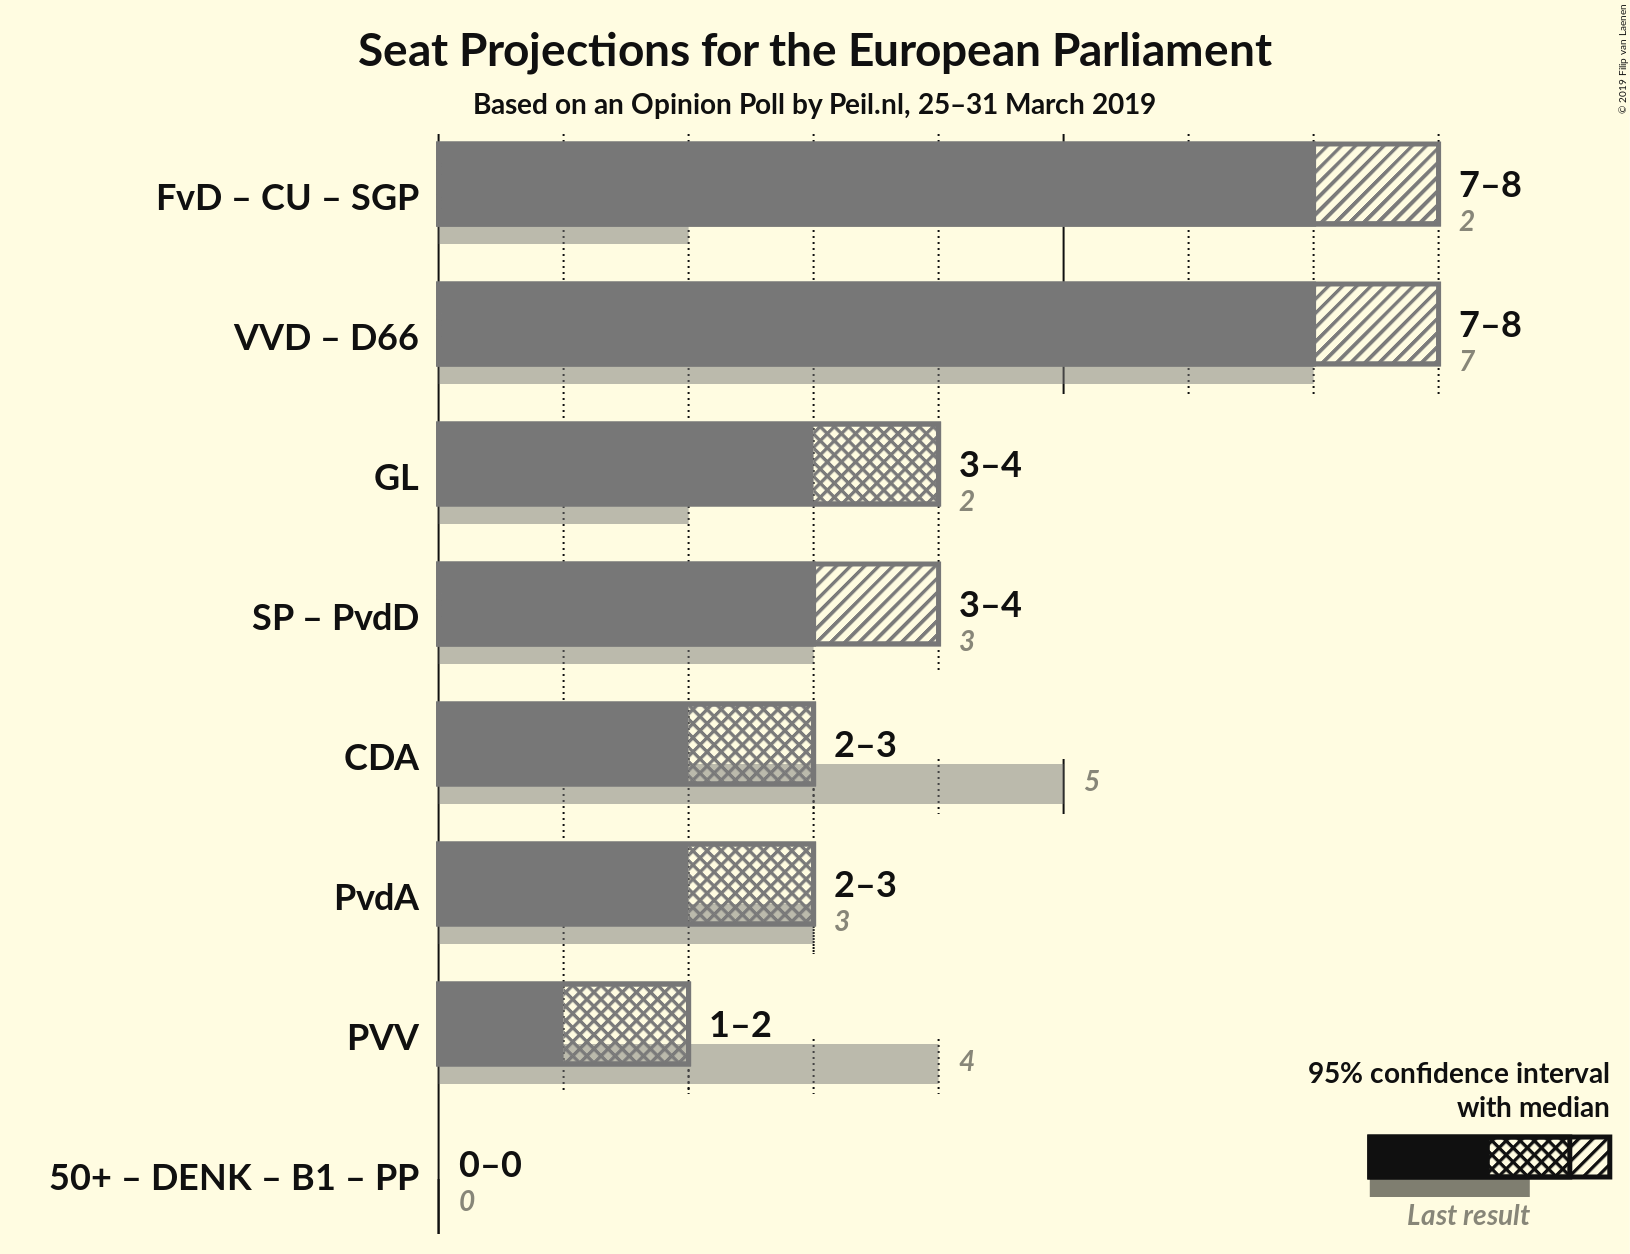 Seat Projections for the European Parliament
Based on an Opinion Poll by Peil.nl, 25–31 March 2019
© 2019 Filip van Laenen
FvD – CU – SGP
7–8
2
VVD – D66
7–8
7
GL
3–4
2
SP – PvdD
3–4
3
CDA
2–3
5
PvdA
2–3
3
PVV
1–2
4
50+ – DENK – B1 – PP
0–0
0
95% confidence interval
with median
Last result